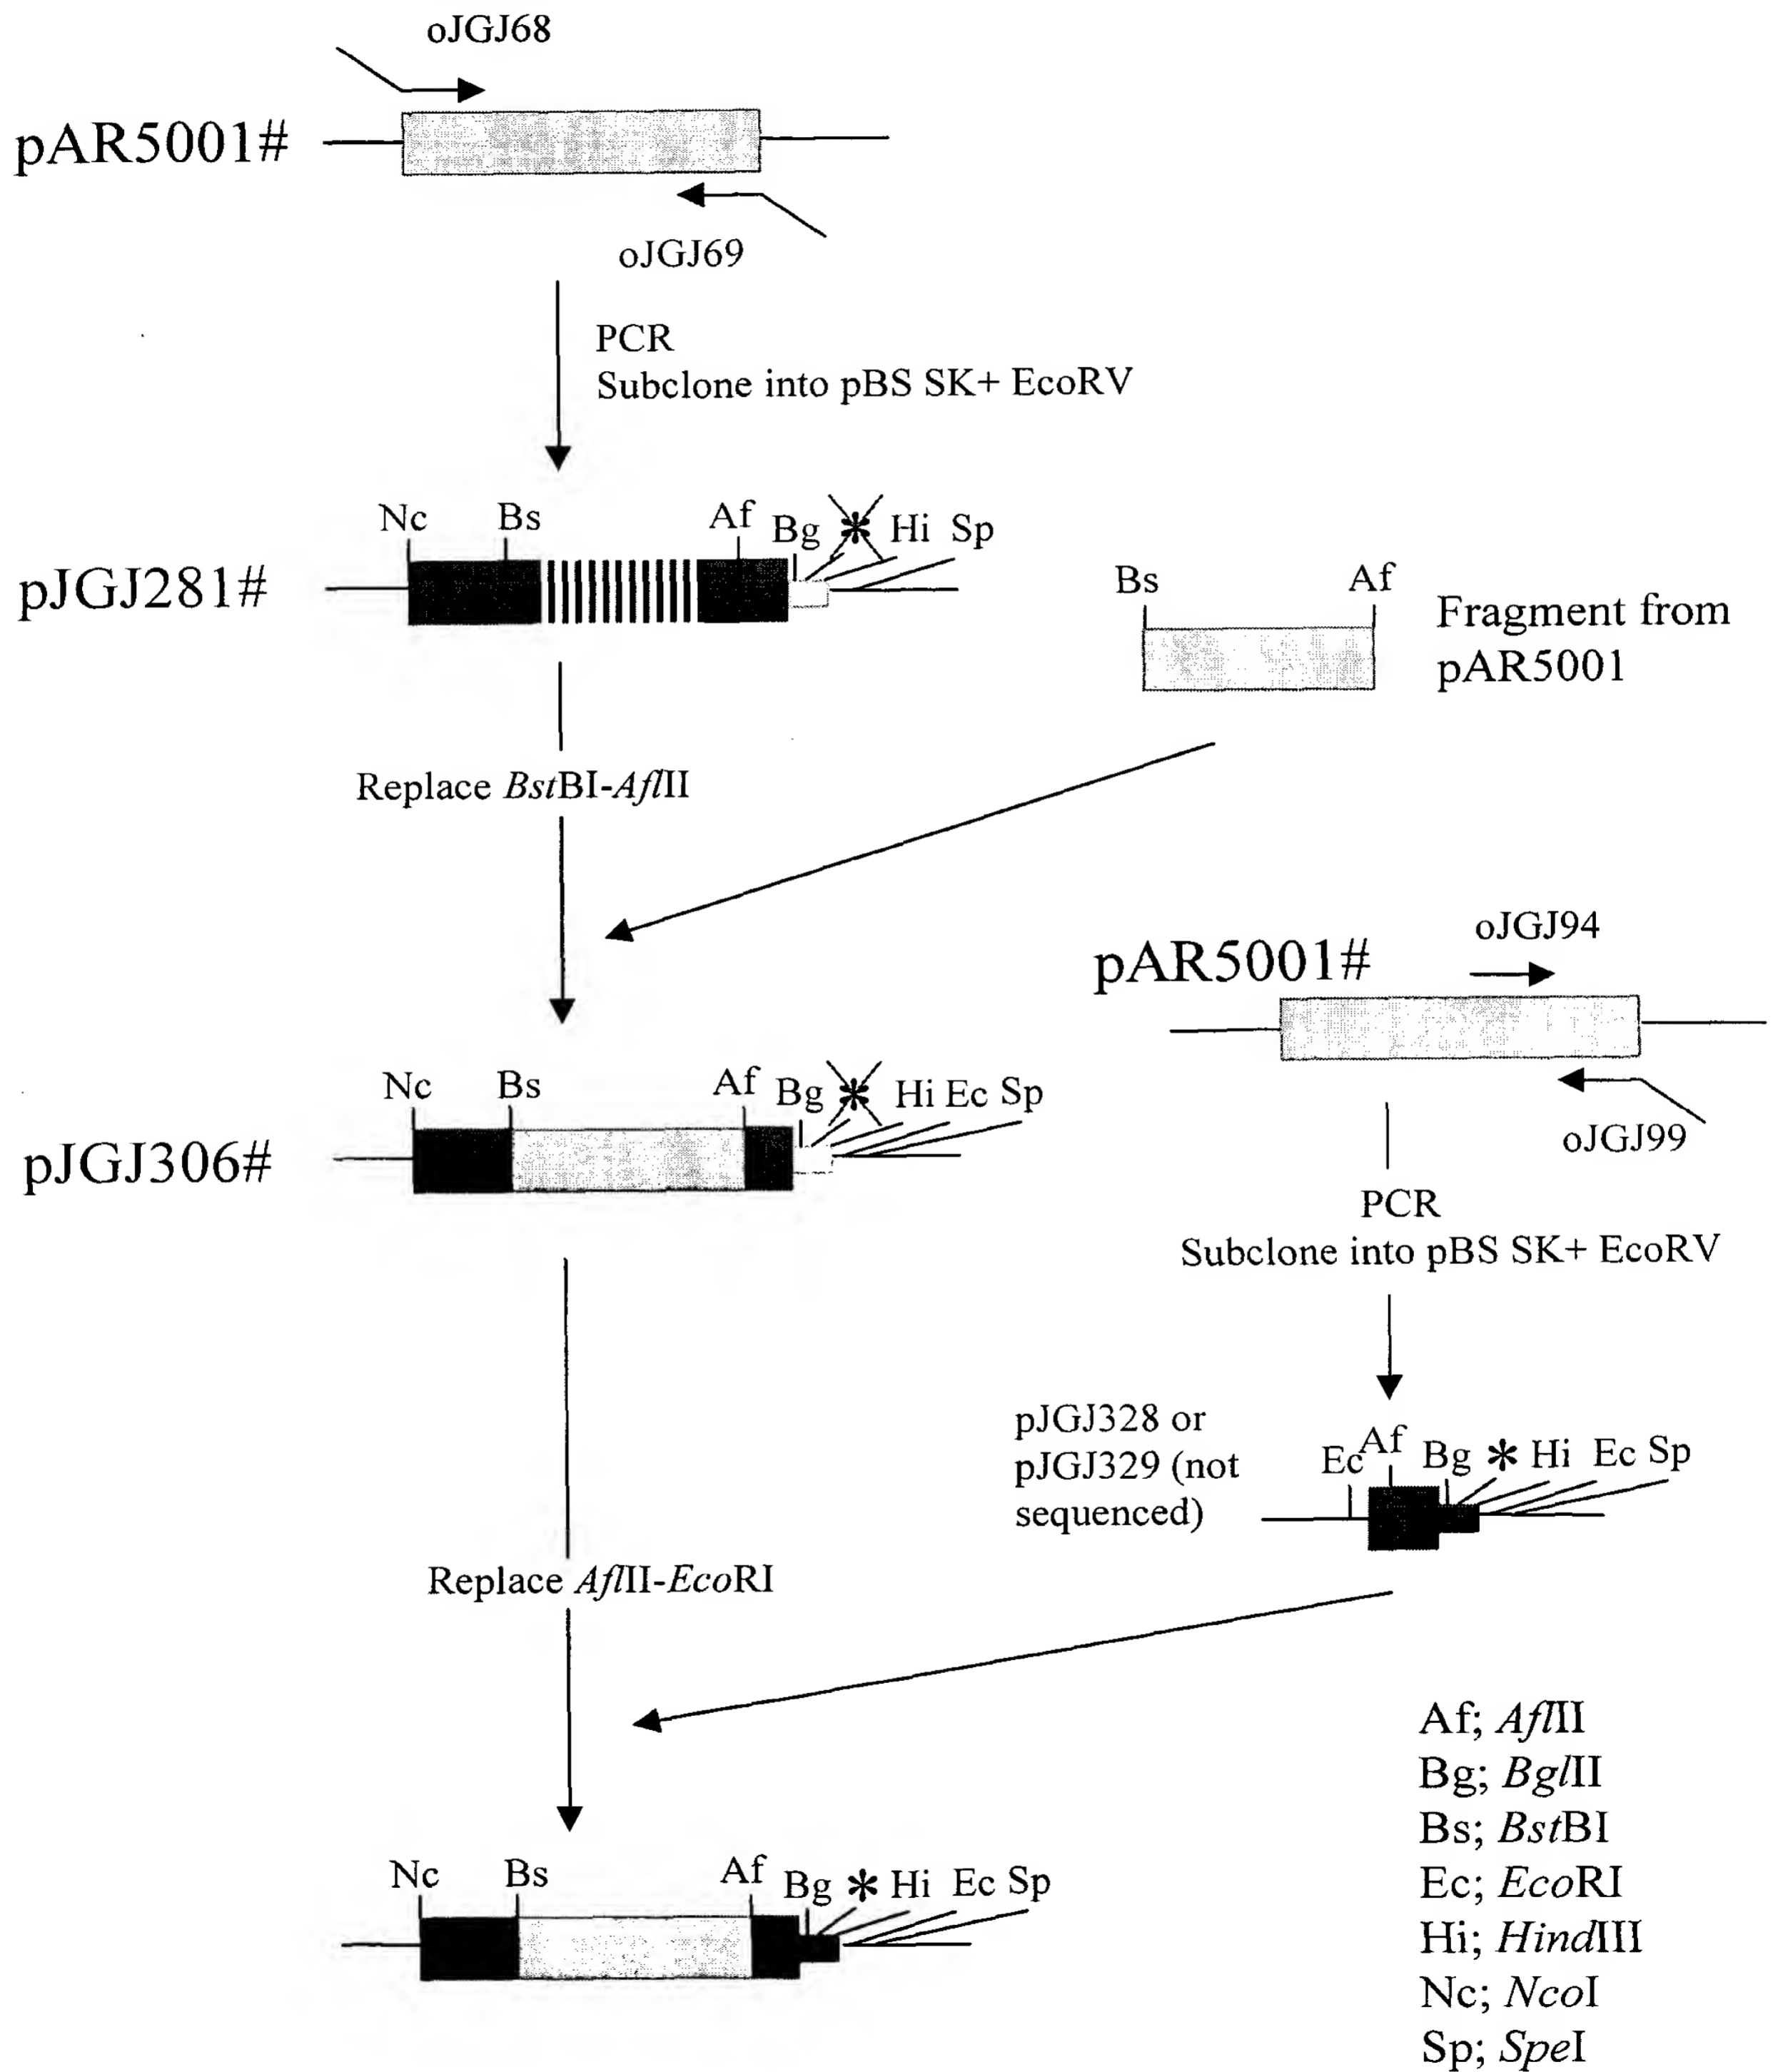 oJGJ68
pAR5001#
oJGJ69
PCR
Subclone into pBS SK+ EcoRV
Nc Bs Af Bg * Hi Sp
pJGJ281#
Bs Af
Fragment from
pAR5001
Replace BstBI-AflII
oJGJ94
pAR5001#
oJGJ99
Nc Bs Af Bg * Hi Ec Sp
pJGJ306#
PCR
Subclone into pBS SK+ EcoRV
pJGJ328 or
pJGJ329 (not
sequenced)
Ec Af Bg * Hi Ec Sp
Replace AflII-EcoRI
Nc Bs Af Bg * Hi Ec Sp
Af; AflII
Bg; BglII
Bs; BstBI
Ec; EcoRI
Hi; HindIII
Nc; NcoI
Sp; SpeI